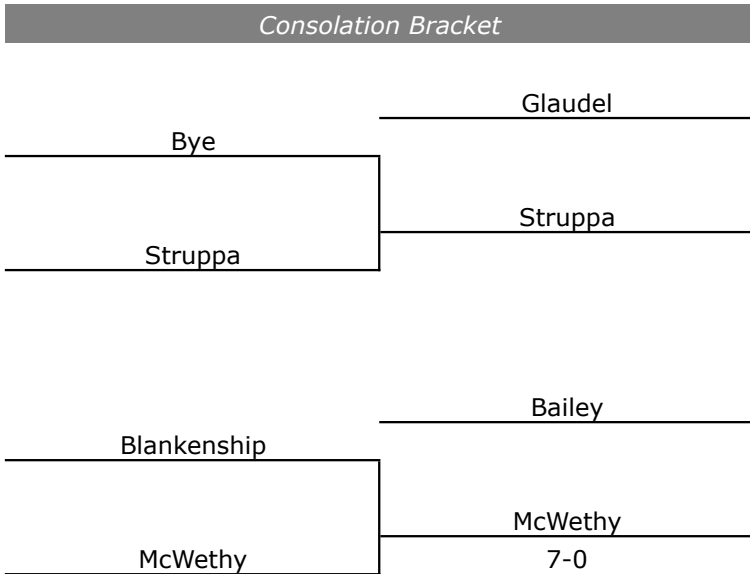 Consolation Bracket
Glaudel
Bye
Struppa
Struppa
Bailey
Blankenship
McWethy
McWethy
7-0